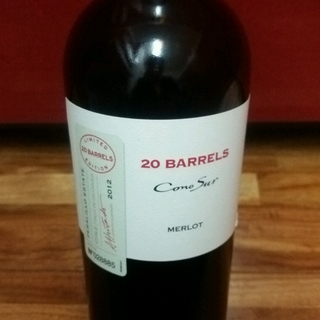 20 BARRELS
Cono Sur
MERLOT
LIMITED
20 BARRELS
EDITION
2012